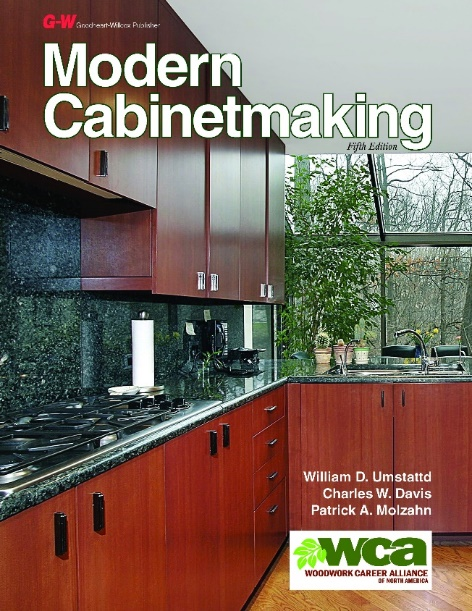 G-W Goodheart-Willcox Publisher
Modern
Cabinetmaking
Fifth Edition
William D. Umstattd
Charles W. Davis
Patrick A. Molzahn
wca
WOODWORK CAREER ALLIANCE
OF NORTH AMERICA